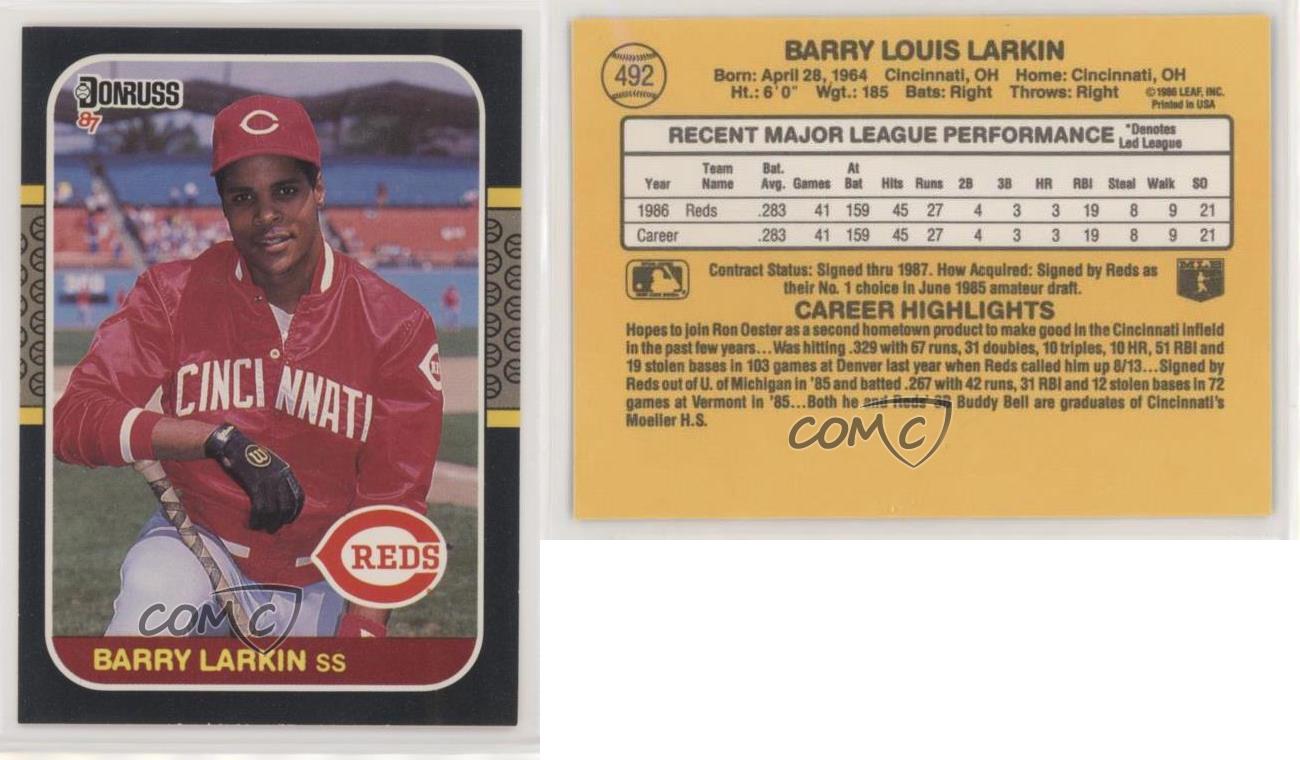 DONRUSS
87
C
CINCINNATI
W
REDS
COMC
BARRY LARKIN SS
492
BARRY LOUIS LARKIN
Born: April 28, 1964 Cincinnati, OH Home: Cincinnati, OH
Ht.: 6'0" Wgt.: 185 Bats: Right Throws: Right
©1986 LEAF, INC.
Printed in USA
RECENT MAJOR LEAGUE PERFORMANCE *Denotes Led League
Year Team Name Bat. Avg. Games At Bat Hits Runs 2B 3B HR RBI Steal Walk SO
1986 Reds .283 41 159 45 27 4 3 3 19 8 9 21
Career .283 41 159 45 27 4 3 3 19 8 9 21
Contract Status: Signed thru 1987. How Acquired: Signed by Reds as
their No. 1 choice in June 1985 amateur draft.
MLB
CAREER HIGHLIGHTS
Hopes to join Ron Oester as a second hometown product to make good in the Cincinnati infield
in the past few years...Was hitting .329 with 67 runs, 31 doubles, 10 triples, 10 HR, 51 RBI and
19 stolen bases in 103 games at Denver last year when Reds called him up 8/13...Signed by
Reds out of U. of Michigan in '85 and batted .267 with 42 runs, 31 RBI and 12 stolen bases in 72
games at Vermont in '85...Both he and Reds 3B Buddy Bell are graduates of Cincinnati's
Moeller H.S.
COMC